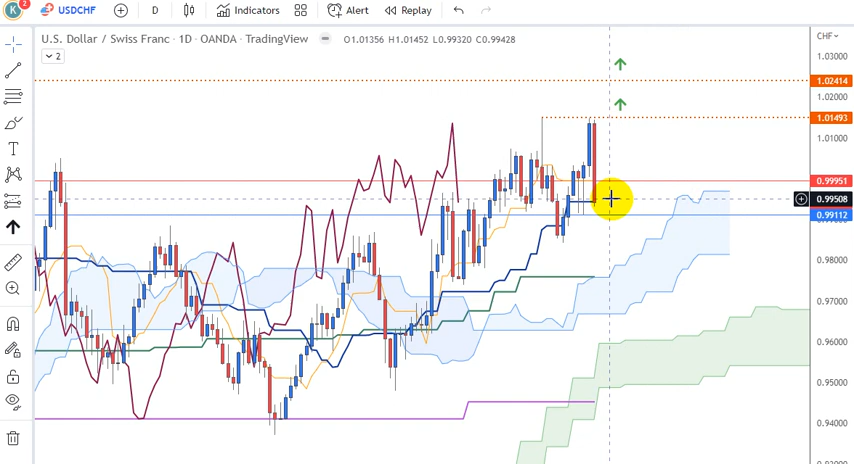 K
2
USDCHF
D
Indicators
Alert
Replay
U.S. Dollar / Swiss Franc · 1D · OANDA · TradingView
O1.01356 H1.01452 L0.99320 C0.99428
2
CHF
1.03000
1.02414
1.02000
1.01493
1.01000
0.99951
0.99508
0.99112
0.98000
0.97000
0.96000
0.95000
0.94000
T